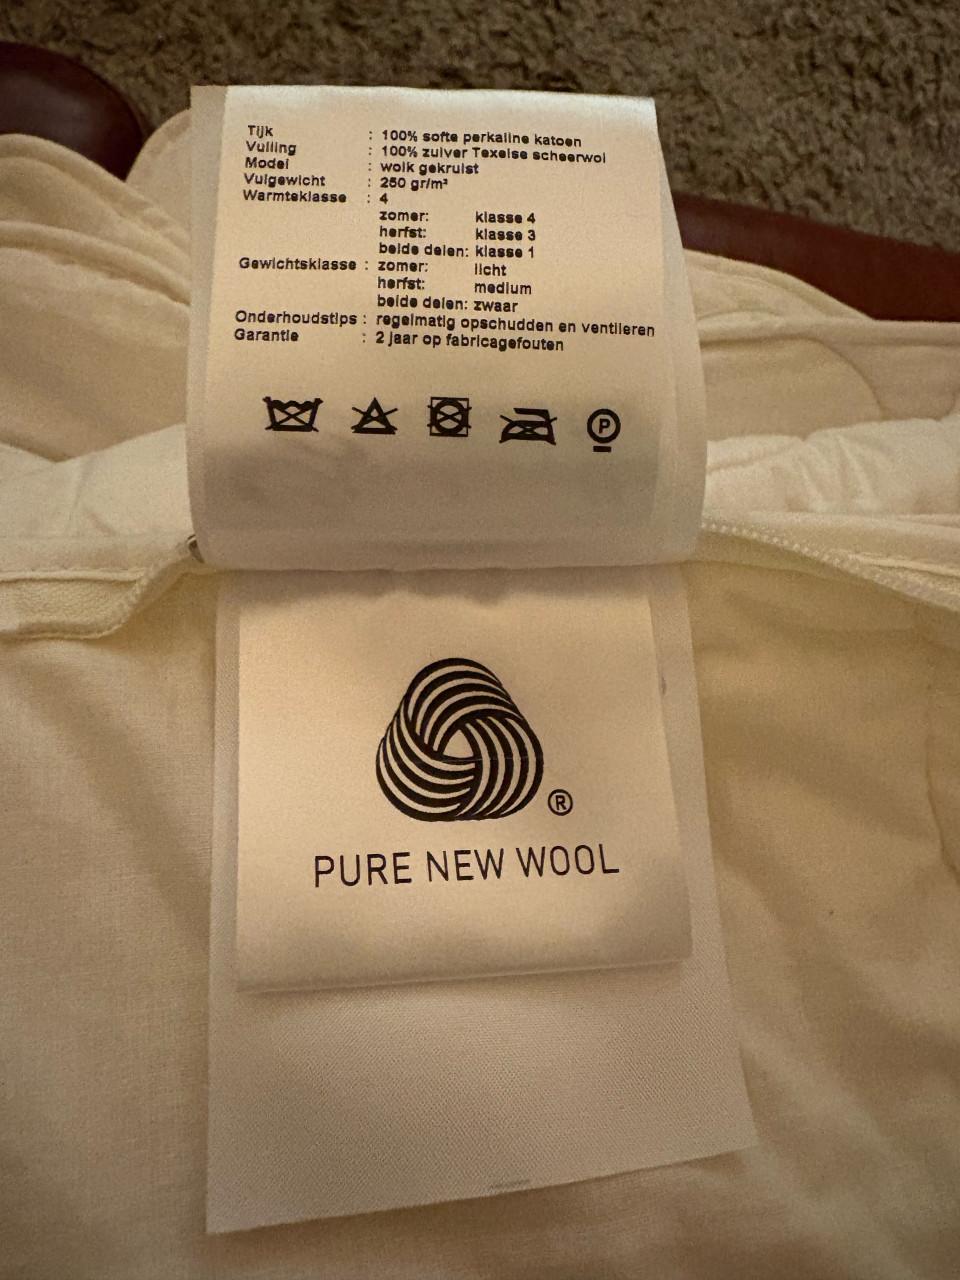 Tijk : 100% softe perkaline katoen
Vulling : 100% zuiver Texelse scheerwol
Model : wolk gekruist
Vulgewicht : 250 gr/m²
Warmteklasse : 4
zomer: klasse 4
herfst: klasse 3
beide delen: klasse 1
Gewichtsklasse : zomer: licht
herfst: medium
beide delen: zwaar
Onderhoudstips : regelmatig opschudden en ventileren
Garantie : 2 jaar op fabricagefouten
P
®
PURE NEW WOOL